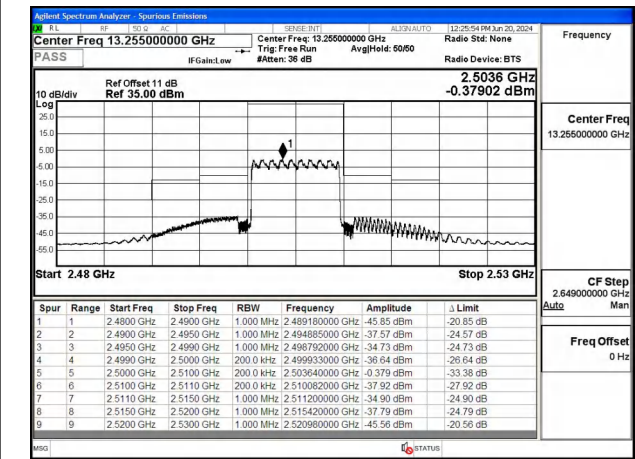 Agilent Spectrum Analyzer - Spurious Emissions
RL RF 50 Ω AC SENSE:INT ALIGN AUTO 12:25:54 PM Jun 20, 2024
Center Freq 13.255000000 GHz Center Freq: 13.255000000 GHz Radio Std: None Frequency
Trig: Free Run Avg|Hold: 50/50
PASS IFGain:Low #Atten: 36 dB Radio Device: BTS
Ref Offset 11 dB 2.5036 GHz
10 dB/div Ref 35.00 dBm -0.37902 dBm
Log
25.0
Center Freq
15.0
13.255000000 GHz
5.00
1
-5.00
-15.0
-25.0
-35.0
-45.0
-55.0
Start 2.48 GHz Stop 2.53 GHz
CF Step
2.649000000 GHz
Auto Man
Spur Range Start Freq Stop Freq RBW Frequency Amplitude Δ Limit
1 1 2.4800 GHz 2.4900 GHz 1.000 MHz 2.489180000 GHz -45.85 dBm -20.85 dB
2 2 2.4900 GHz 2.4950 GHz 1.000 MHz 2.494885000 GHz -37.57 dBm -24.57 dB
3 3 2.4950 GHz 2.4990 GHz 1.000 MHz 2.498792000 GHz -34.73 dBm -24.73 dB
4 4 2.4990 GHz 2.5000 GHz 200.0 kHz 2.499933000 GHz -36.64 dBm -26.64 dB
5 5 2.5000 GHz 2.5100 GHz 200.0 kHz 2.503640000 GHz -0.379 dBm -33.38 dB
6 6 2.5100 GHz 2.5110 GHz 200.0 kHz 2.510082000 GHz -37.92 dBm -27.92 dB
7 7 2.5110 GHz 2.5150 GHz 1.000 MHz 2.511200000 GHz -34.90 dBm -24.90 dB
8 8 2.5150 GHz 2.5200 GHz 1.000 MHz 2.515420000 GHz -37.79 dBm -24.79 dB
9 9 2.5200 GHz 2.5300 GHz 1.000 MHz 2.520980000 GHz -45.56 dBm -20.56 dB
Freq Offset
0 Hz
MSG STATUS